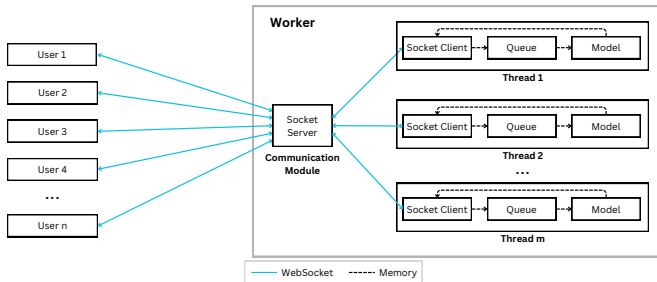 Worker
User 1
User 2
User 3
User 4
...
User n
Socket
Server
Communication
Module
Socket Client
Queue
Model
Thread 1
Socket Client
Queue
Model
Thread 2
...
Socket Client
Queue
Model
Thread m
WebSocket
Memory